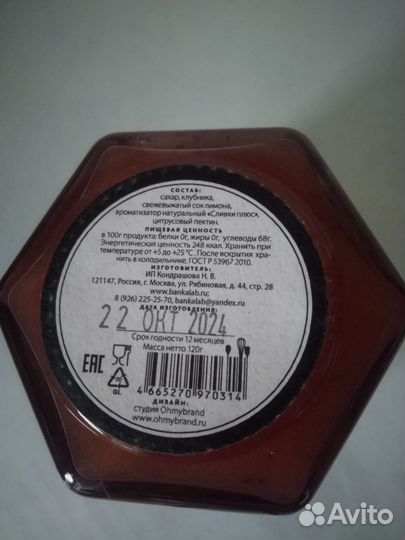 СОСТАВ:
сахар, клубника,
свежевыжатый сок лимона,
ароматизатор натуральный «Сливки плюс»,
цитрусовый пектин.
ПИЩЕВАЯ ЦЕННОСТЬ
в 100г продукта: белки 0г, жиры 0г, углеводы 68г.
Энергетическая ценность 248 ккал. Хранить при
температуре от +5 до +25 °С. После вскрытия хра-
нить в холодильнике. ГОСТ Р 53967 2010.
ИЗГОТОВИТЕЛЬ:
ИП Кондрашова Н. В.
121147, Россия, г. Москва, ул. Рябиновая, д. 44, стр. 28
www.bankalab.ru;
8 (926) 225-25-70, bankalab@yandex.ru
ДАТА ИЗГОТОВЛЕНИЯ:
22 ОКТ 2024
Срок годности 12 месяцев
Масса нетто 120г
EAC
70
GL
4 665270 970314
ДИЗАЙН:
студия Ohmybrand
www.ohmybrand.ru
Avito